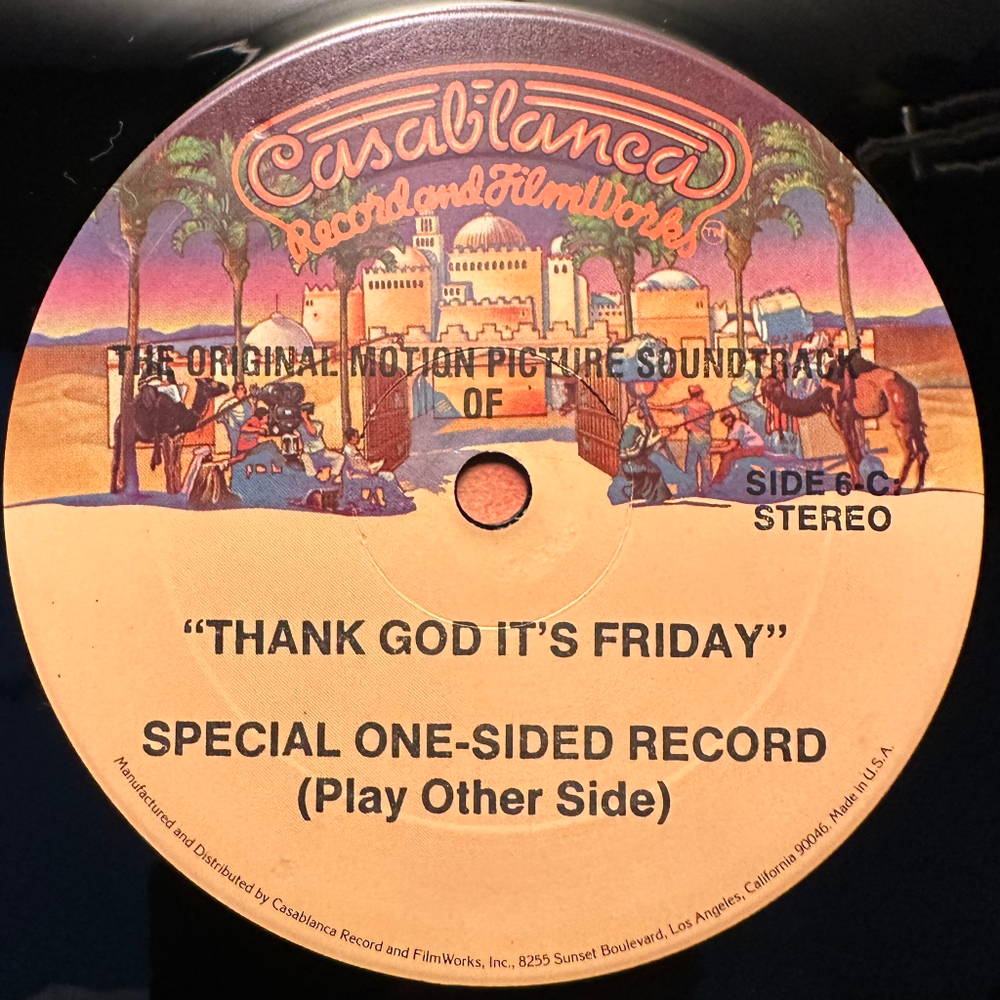 Casablanca
Record and FilmWorks
TM
THE ORIGINAL MOTION PICTURE SOUNDTRACK
OF
SIDE 6-C:
STEREO
“THANK GOD IT’S FRIDAY”
SPECIAL ONE-SIDED RECORD
(Play Other Side)
Manufactured and Distributed by Casablanca Record and FilmWorks, Inc., 8255 Sunset Boulevard, Los Angeles, California 90046. Made in U.S.A.